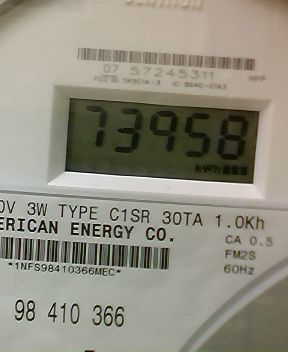 07 57245311 HPP
73958
kWh
0V 3W TYPE C1SR 30TA 1.0Kh
ERICAN ENERGY CO.
CA 0.5
FM2S
60Hz
*1NFS98410366MEC*
98 410 366